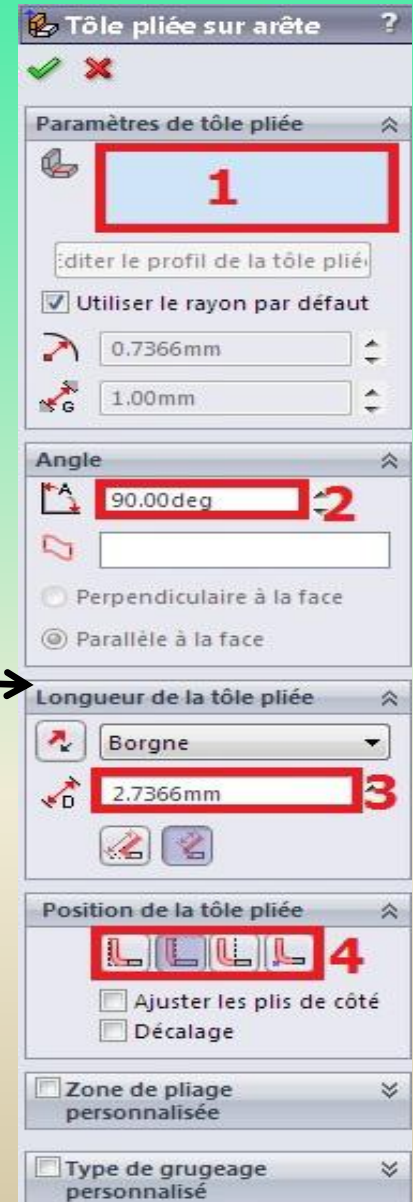 Tôle pliée sur arête ?
Paramètres de tôle pliée
1
Editer le profil de la tôle pliée
Utiliser le rayon par défaut
0.7366mm
G 1.00mm
Angle
A 90.00deg 2
Perpendiculaire à la face
Parallèle à la face
Longueur de la tôle pliée
Borgne
D 2.7366mm 3
Position de la tôle pliée
4
Ajuster les plis de côté
Décalage
Zone de pliage
personnalisée
Type de grugeage
personnalisé